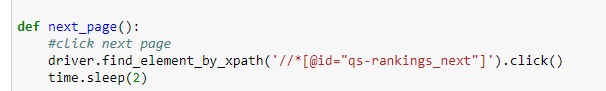 def next_page():
    #click next page
    driver.find_element_by_xpath('//*[@id="qs-rankings_next"]').click()
    time.sleep(2)